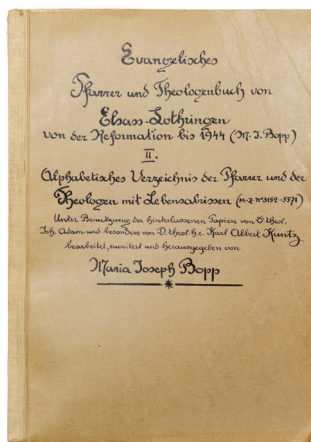 Evangelisches
Pfarrer und Theologenbuch von
Elsass-Lothringen
von der Reformation bis 1944 (M. J. Bopp)
II.
Alphabetisches Verzeichnis der Pfarrer und der
Theologen mit Lebensabrissen (M-Z. N° 3192-5571)
Unter Benutzung der hinterlassenen Papiere von D theol.
Joh. Adam und besonders von D. theol. h. c. Karl Albert Kuntz
bearbeitet, erweitert und herausgegeben von
Maria Joseph Bopp